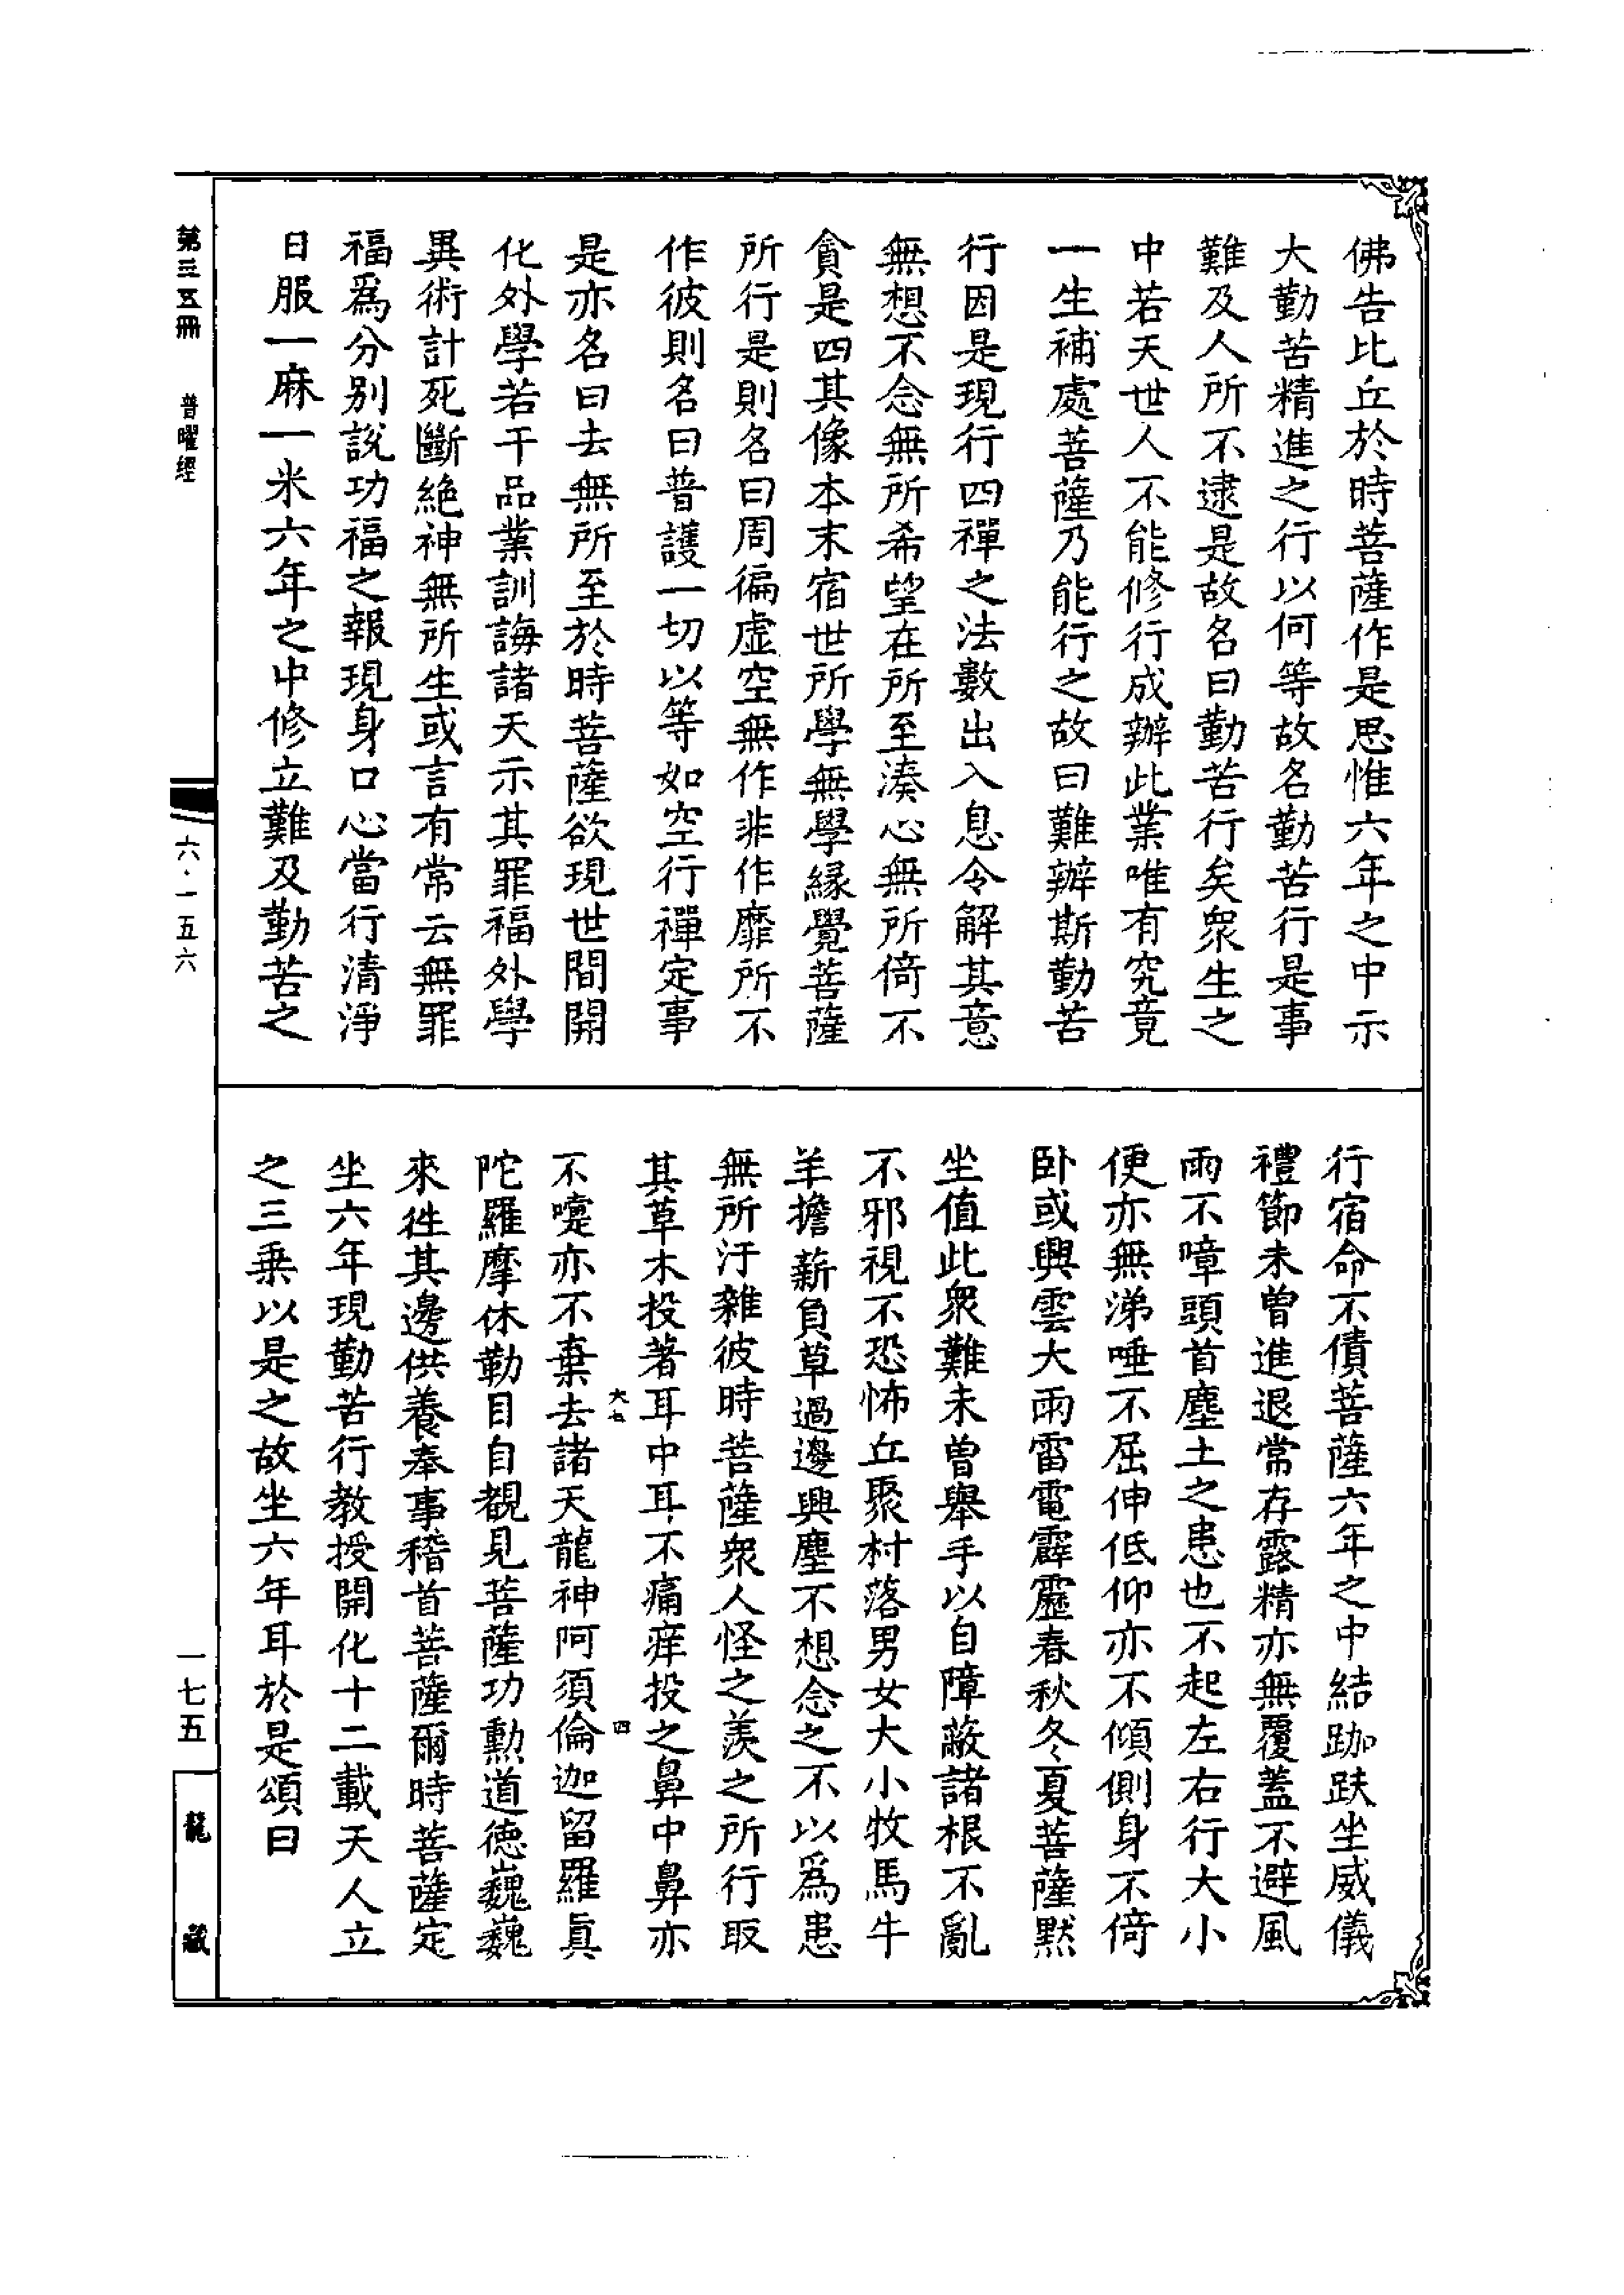 佛告比丘於時菩薩作是思惟六年之中示
大勤苦精進之行以何等故名勤苦行是事
難及人所不逮是故名曰勤苦行矣衆生之
中若天世人不能修行成辦此業唯有究竟
一生補處菩薩乃能行之故曰難辦斯勤苦
行因是現行四禪之法數出入息令解其意
無想不念無所希望在所至湊心無所倚不
貪是四其像本末宿世所學無學緣覺菩薩
所行是則名曰周徧虛空無作非作靡所不
作彼則名曰普護一切以等如空行禪定事
是亦名曰去無所至於時菩薩欲現世間開
化外學若干品業訓誨諸天示其罪福外學
異術計死斷絶神無所生或言有常云無罪
福爲分別說功福之報現身口心當行清淨
日服一麻一米六年之中修立難及勤苦之
行宿命不債菩薩六年之中結跏趺坐威儀
禮節未曾進退常存露精亦無覆蓋不避風
雨不嶂頭首塵土之患也不起左右行大小
便亦無涕唾不屈伸低仰亦不傾側身不倚
卧或興雲大雨雷電霹靂春秋冬夏菩薩默
坐值此衆難未曾舉手以自障蔽諸根不亂
不邪視不恐怖丘聚村落男女大小牧馬牛
羊擔薪負草過邊興塵不想念之不以爲患
無所汙雜彼時菩薩衆人怪之羨之所行取
其草木投著耳中耳不痛痒投之鼻中鼻亦
大七
四
不嚏亦不棄去諸天龍神阿須倫迦留羅眞
陀羅摩休勒目自覩見菩薩功勲道德巍巍
來徃其邊供養奉事稽首菩薩爾時菩薩定
坐六年現勤苦行教授開化十二載天人立
之三乗以是之故坐六年耳於是頌曰
第三五冊
普曜經
六·一五六
一七五
龍藏